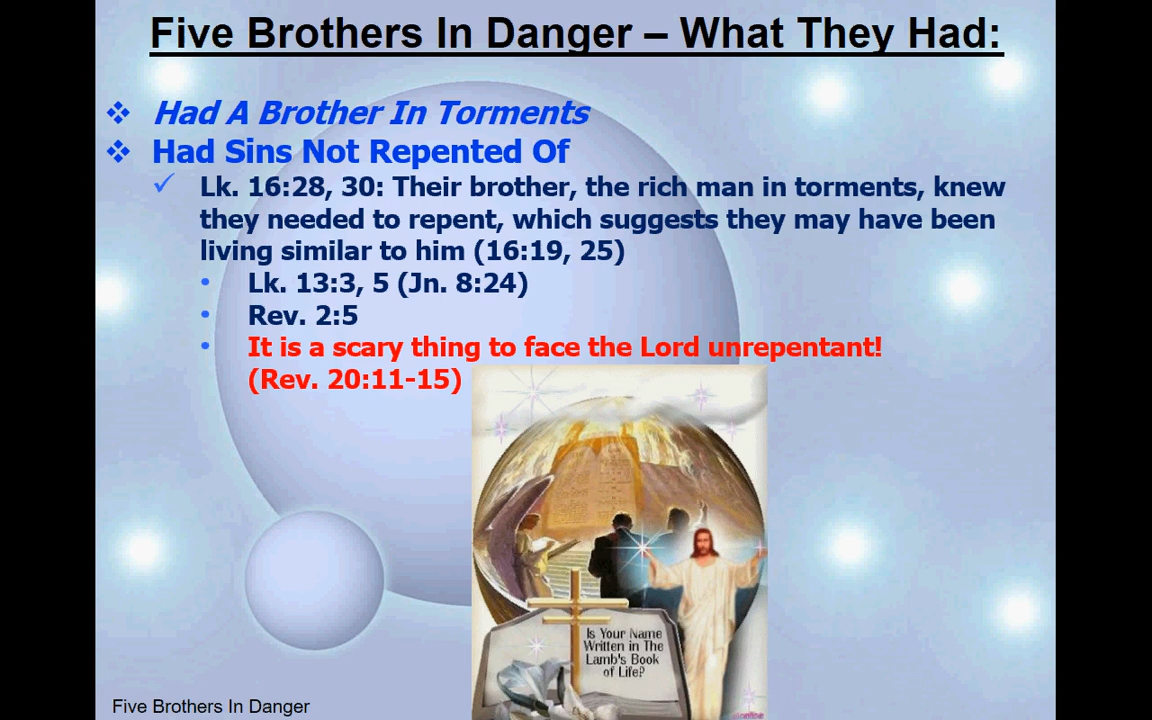 Five Brothers In Danger – What They Had:
❖ Had A Brother In Torments
❖ Had Sins Not Repented Of
✓ Lk. 16:28, 30: Their brother, the rich man in torments, knew
they needed to repent, which suggests they may have been
living similar to him (16:19, 25)
• Lk. 13:3, 5 (Jn. 8:24)
• Rev. 2:5
• It is a scary thing to face the Lord unrepentant!
(Rev. 20:11-15)
Is Your Name
Written in The
Lamb's Book
of Life?
Five Brothers In Danger